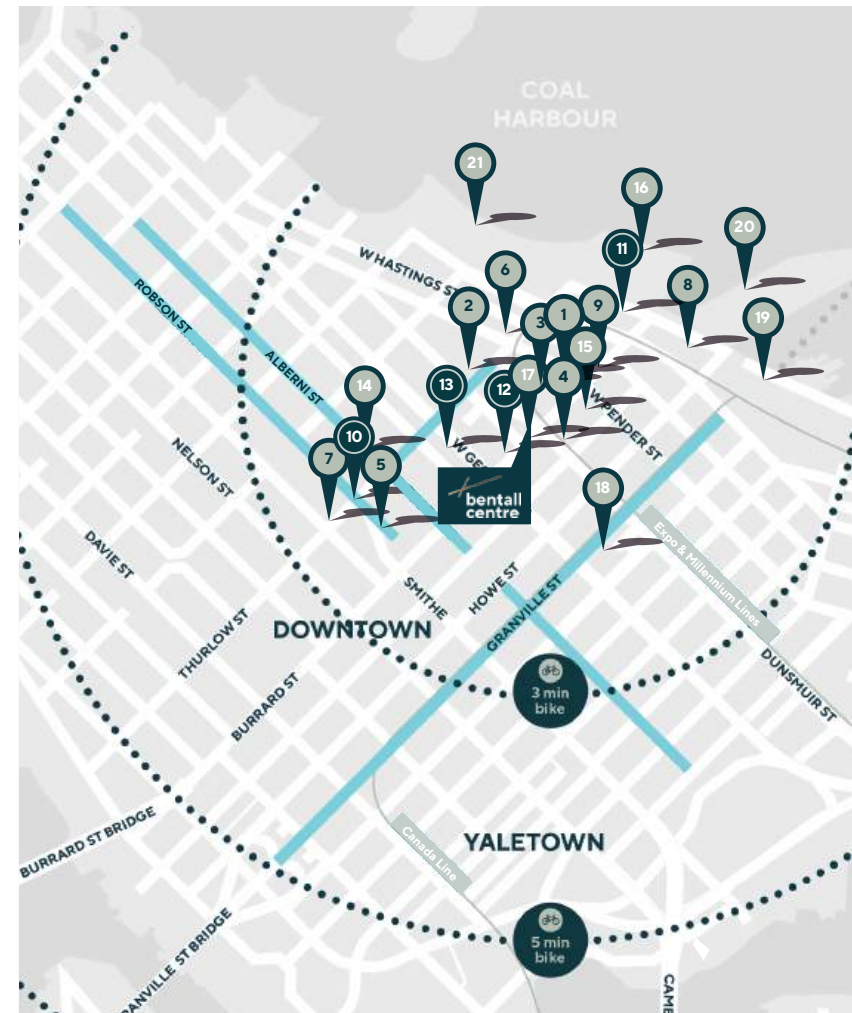 COAL
HARBOUR
21
16
20
11
W HASTINGS ST
6
8
2
9
1
3
19
ROBSON ST
15
ALBERNI ST
17
4
14
13
12
W PENDER ST
10
7
5
W GE
NELSON ST
18
bentall
centre
Expo & Millennium Lines
DAVIE ST
SMITHE
HOWE ST
GRANVILLE ST
DOWNTOWN
THURLOW ST
BURRARD ST
3 min
bike
DUNSMUIR ST
BURRARD ST BRIDGE
Canada Line
YALETOWN
5 min
bike
RANVILLE ST BRIDGE
CAMB